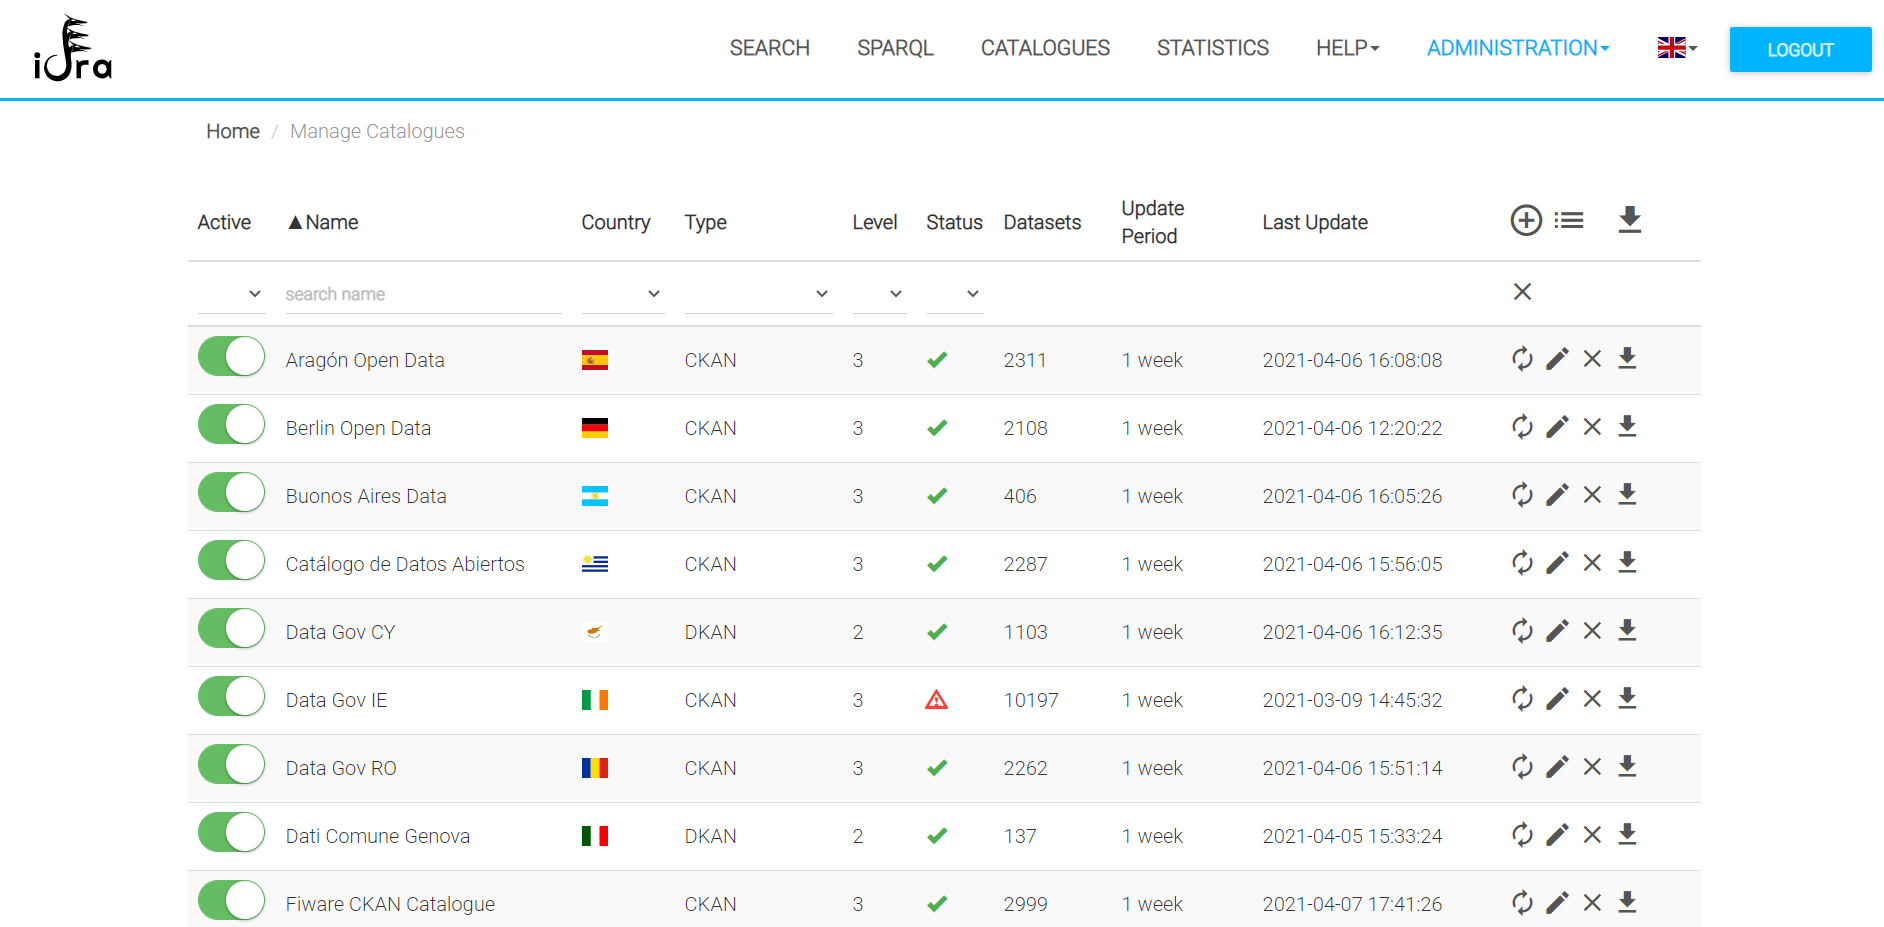 idra
SEARCH SPARQL CATALOGUES STATISTICS HELP ADMINISTRATION LOGOUT
Home / Manage Catalogues
Active ▲Name Country Type Level Status Datasets Update Period Last Update
search name
Aragón Open Data CKAN 3 2311 1 week 2021-04-06 16:08:08
Berlin Open Data CKAN 3 2108 1 week 2021-04-06 12:20:22
Buonos Aires Data CKAN 3 406 1 week 2021-04-06 16:05:26
Catálogo de Datos Abiertos CKAN 3 2287 1 week 2021-04-06 15:56:05
Data Gov CY DKAN 2 1103 1 week 2021-04-06 16:12:35
Data Gov IE CKAN 3 10197 1 week 2021-03-09 14:45:32
Data Gov RO CKAN 3 2262 1 week 2021-04-06 15:51:14
Dati Comune Genova DKAN 2 137 1 week 2021-04-05 15:33:24
Fiware CKAN Catalogue CKAN 3 2999 1 week 2021-04-07 17:41:26